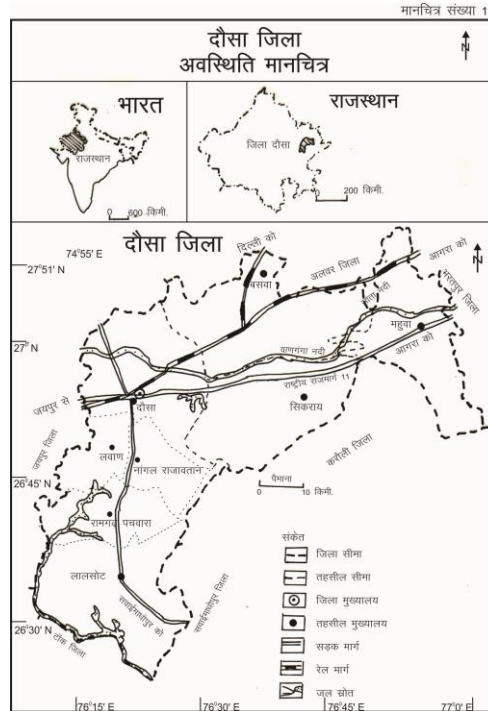 मानचित्र संख्या 1
दौसा जिला
अवस्थिति मानचित्र
N
भारत
राजस्थान
0 600 किमी.
राजस्थान
जिला दौसा
0 200 किमी.
दौसा जिला
N
74°55' E
दिल्ली को
27°51' N
बसवा
अलवर जिला
आगरा को
भरतपुर जिला
महुवा
27° N
वाणगंगा नदी
आगरा को
राष्ट्रीय राजमार्ग 11
जयपुर से
दौसा
सिकराय
जयपुर जिला
लवाण
नांगल राजावतान
करौली जिला
26°45' N
पैमाना
0 10 किमी.
रामगढ़ पचवारा
लालसोट
सवाईमाधोपुर को
सवाईमाधोपुर जिला
26°30' N
टोंक जिला
संकेत
जिला सीमा
तहसील सीमा
जिला मुख्यालय
तहसील मुख्यालय
सड़क मार्ग
रेल मार्ग
जल स्रोत
76°15' E
76°30' E
76°45' E
77°0' E